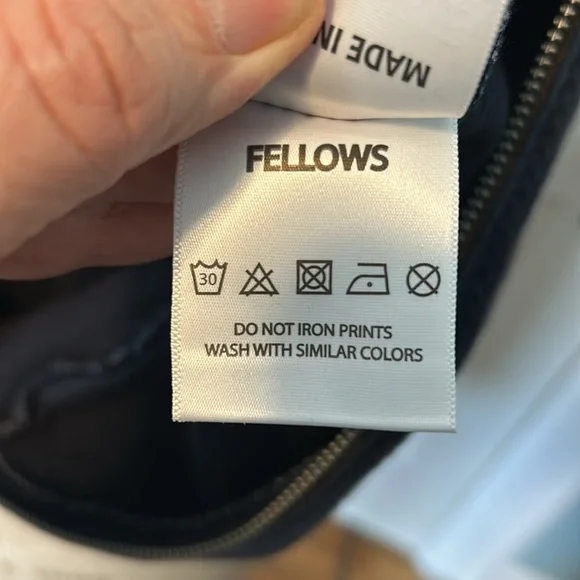 MADE IN
FELLOWS
30
DO NOT IRON PRINTS
WASH WITH SIMILAR COLORS